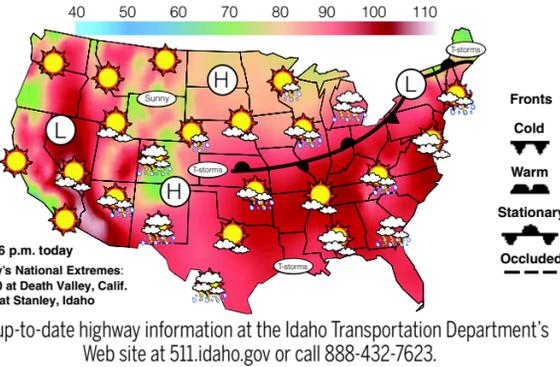 40 50 60 70 80 90 100 110
T-storms
H
L
Sunny
L
T-storms
H
T-storms
Fronts
Cold
Warm
Stationary
Occluded
6 p.m. today
y's National Extremes:
0 at Death Valley, Calif.
at Stanley, Idaho
up-to-date highway information at the Idaho Transportation Department's
Web site at 511.idaho.gov or call 888-432-7623.